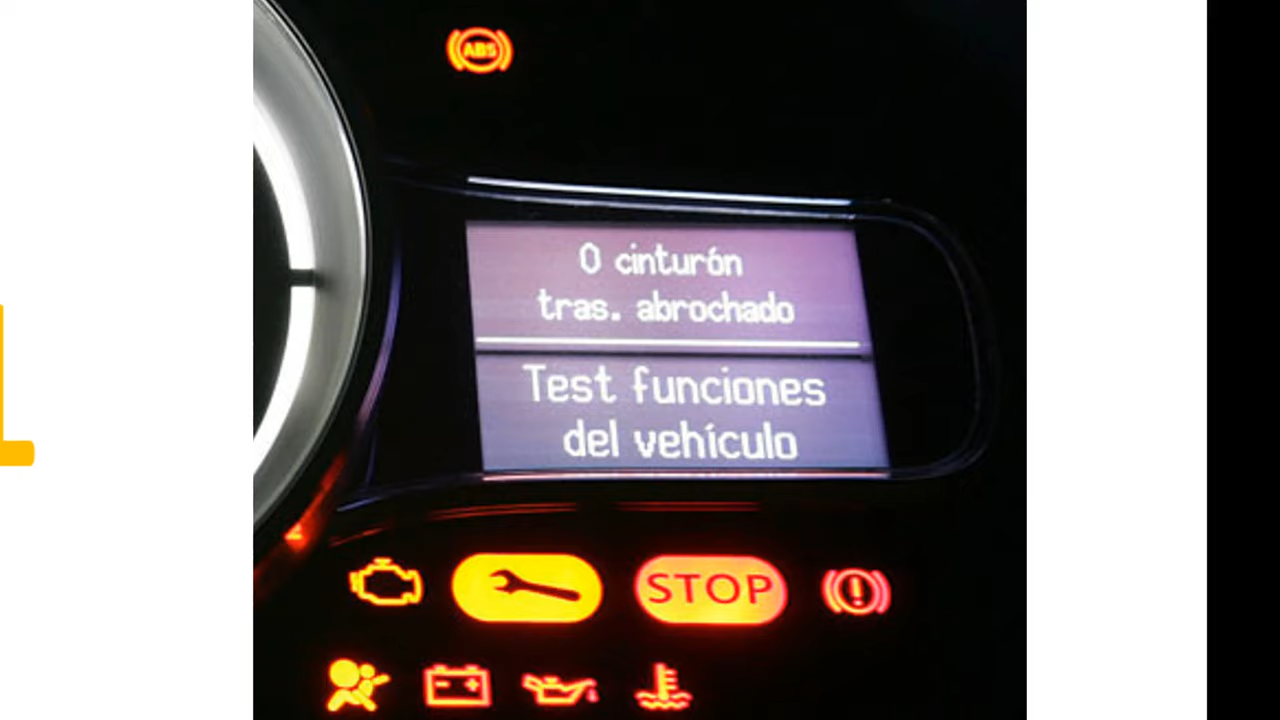 ABS
0 cinturón
tras. abrochado
Test funciones
del vehículo
STOP